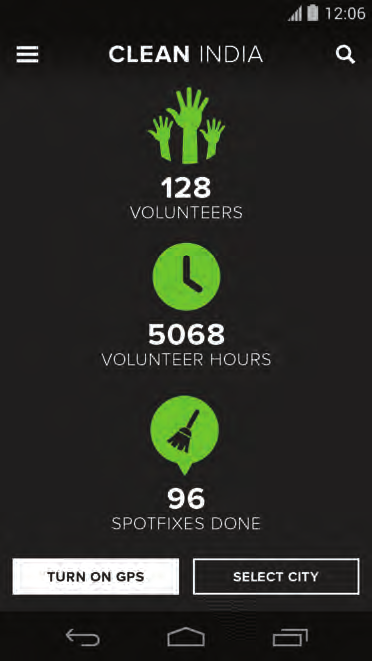 12:06
CLEAN INDIA
128
VOLUNTEERS
5068
VOLUNTEER HOURS
96
SPOTFIXES DONE
TURN ON GPS
SELECT CITY